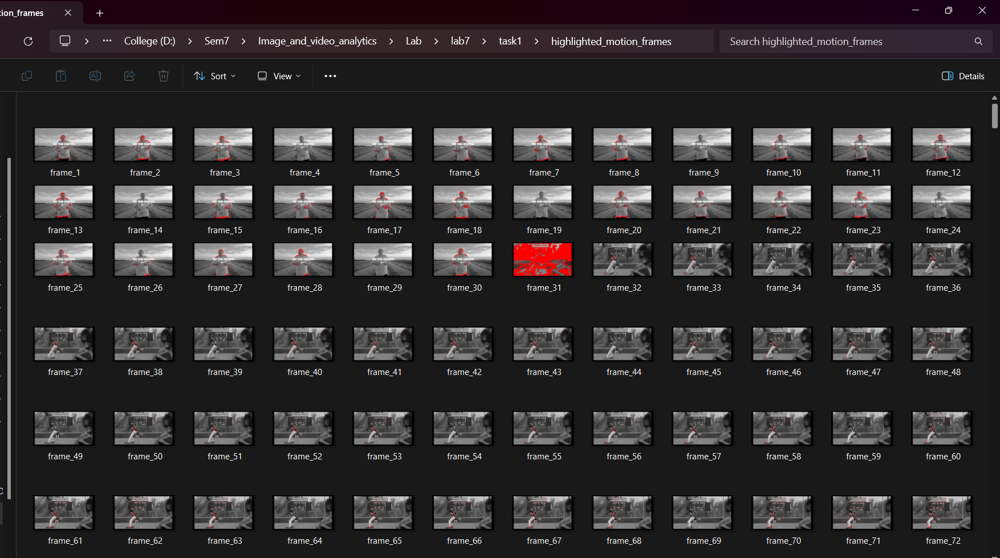 ion_frames
College (D:) Sem7 Image_and_video_analytics Lab lab7 task1 highlighted_motion_frames Search highlighted_motion_frames
Sort View Details
frame_1 frame_2 frame_3 frame_4 frame_5 frame_6 frame_7 frame_8 frame_9 frame_10 frame_11 frame_12
frame_13 frame_14 frame_15 frame_16 frame_17 frame_18 frame_19 frame_20 frame_21 frame_22 frame_23 frame_24
frame_25 frame_26 frame_27 frame_28 frame_29 frame_30 frame_31 frame_32 frame_33 frame_34 frame_35 frame_36
frame_37 frame_38 frame_39 frame_40 frame_41 frame_42 frame_43 frame_44 frame_45 frame_46 frame_47 frame_48
frame_49 frame_50 frame_51 frame_52 frame_53 frame_54 frame_55 frame_56 frame_57 frame_58 frame_59 frame_60
frame_61 frame_62 frame_63 frame_64 frame_65 frame_66 frame_67 frame_68 frame_69 frame_70 frame_71 frame_72